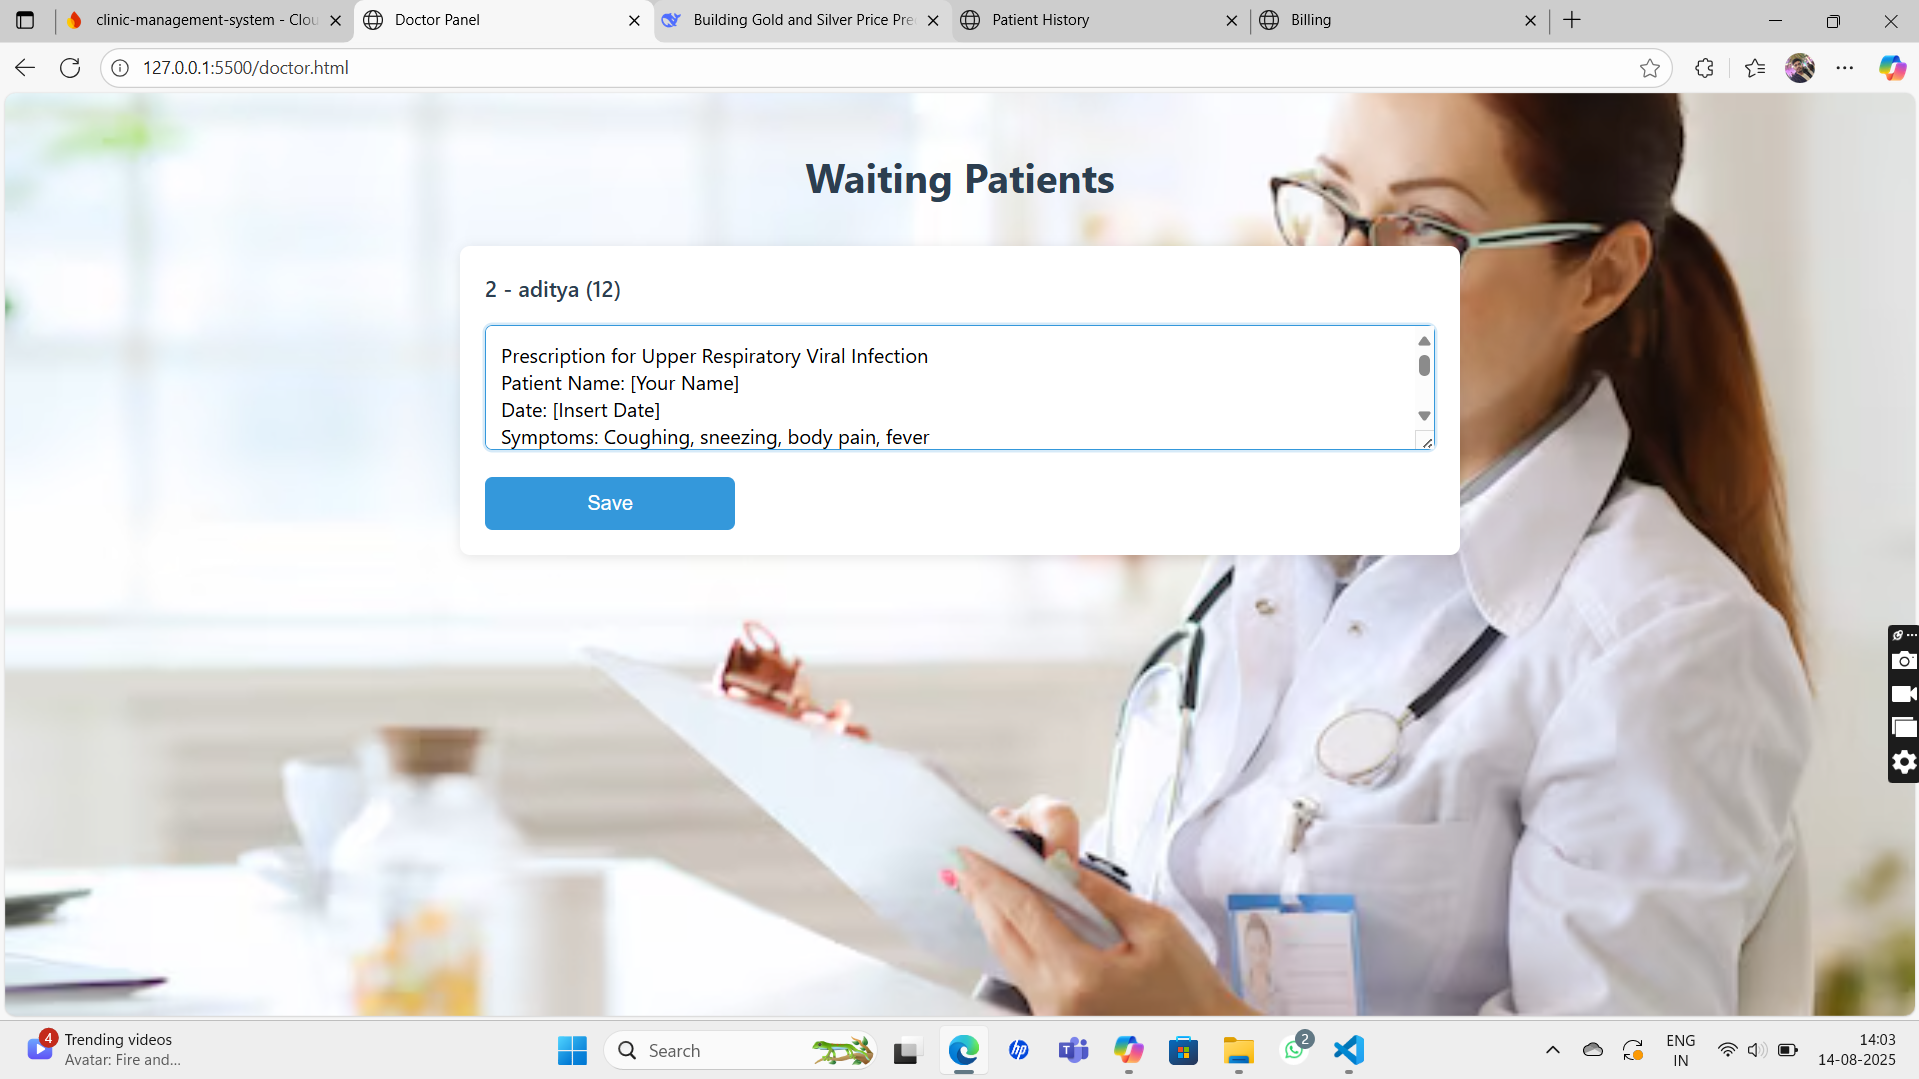 clinic-management-system - Clou
Doctor Panel
Building Gold and Silver Price Pre
Patient History
Billing
127.0.0.1:5500/doctor.html
Waiting Patients
2 - aditya (12)
Prescription for Upper Respiratory Viral Infection
Patient Name: [Your Name]
Date: [Insert Date]
Symptoms: Coughing, sneezing, body pain, fever
Save
4
Trending videos
Avatar: Fire and...
Search
hp
2
ENG
IN
14:03
14-08-2025